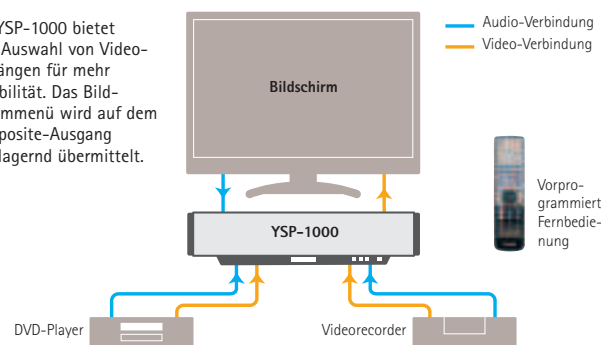 YSP-1000 bietet
Auswahl von Video-
ängen für mehr
bilität. Das Bild-
mmenü wird auf dem
posite-Ausgang
lagernd übermittelt.
Audio-Verbindung
Video-Verbindung
Bildschirm
Vorpro-
grammiert
Fernbedie-
nung
YSP-1000
DVD-Player
Videorecorder